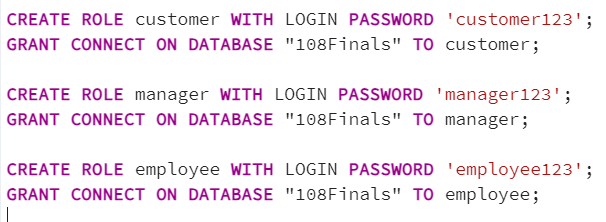 CREATE ROLE customer WITH LOGIN PASSWORD 'customer123';
GRANT CONNECT ON DATABASE "108Finals" TO customer;
CREATE ROLE manager WITH LOGIN PASSWORD 'manager123';
GRANT CONNECT ON DATABASE "108Finals" TO manager;
CREATE ROLE employee WITH LOGIN PASSWORD 'employee123';
GRANT CONNECT ON DATABASE "108Finals" TO employee;